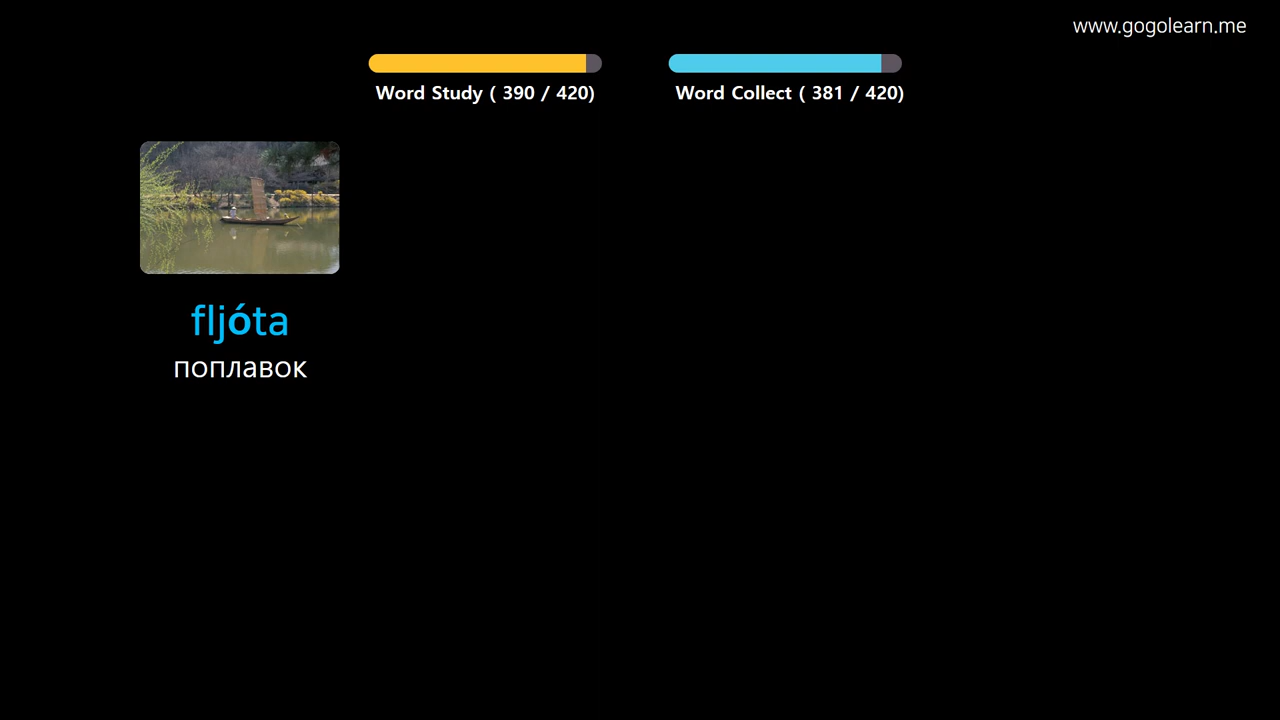 www.gogolearn.me
Word Study ( 390 / 420)
Word Collect ( 381 / 420)
fljóta
поплавок